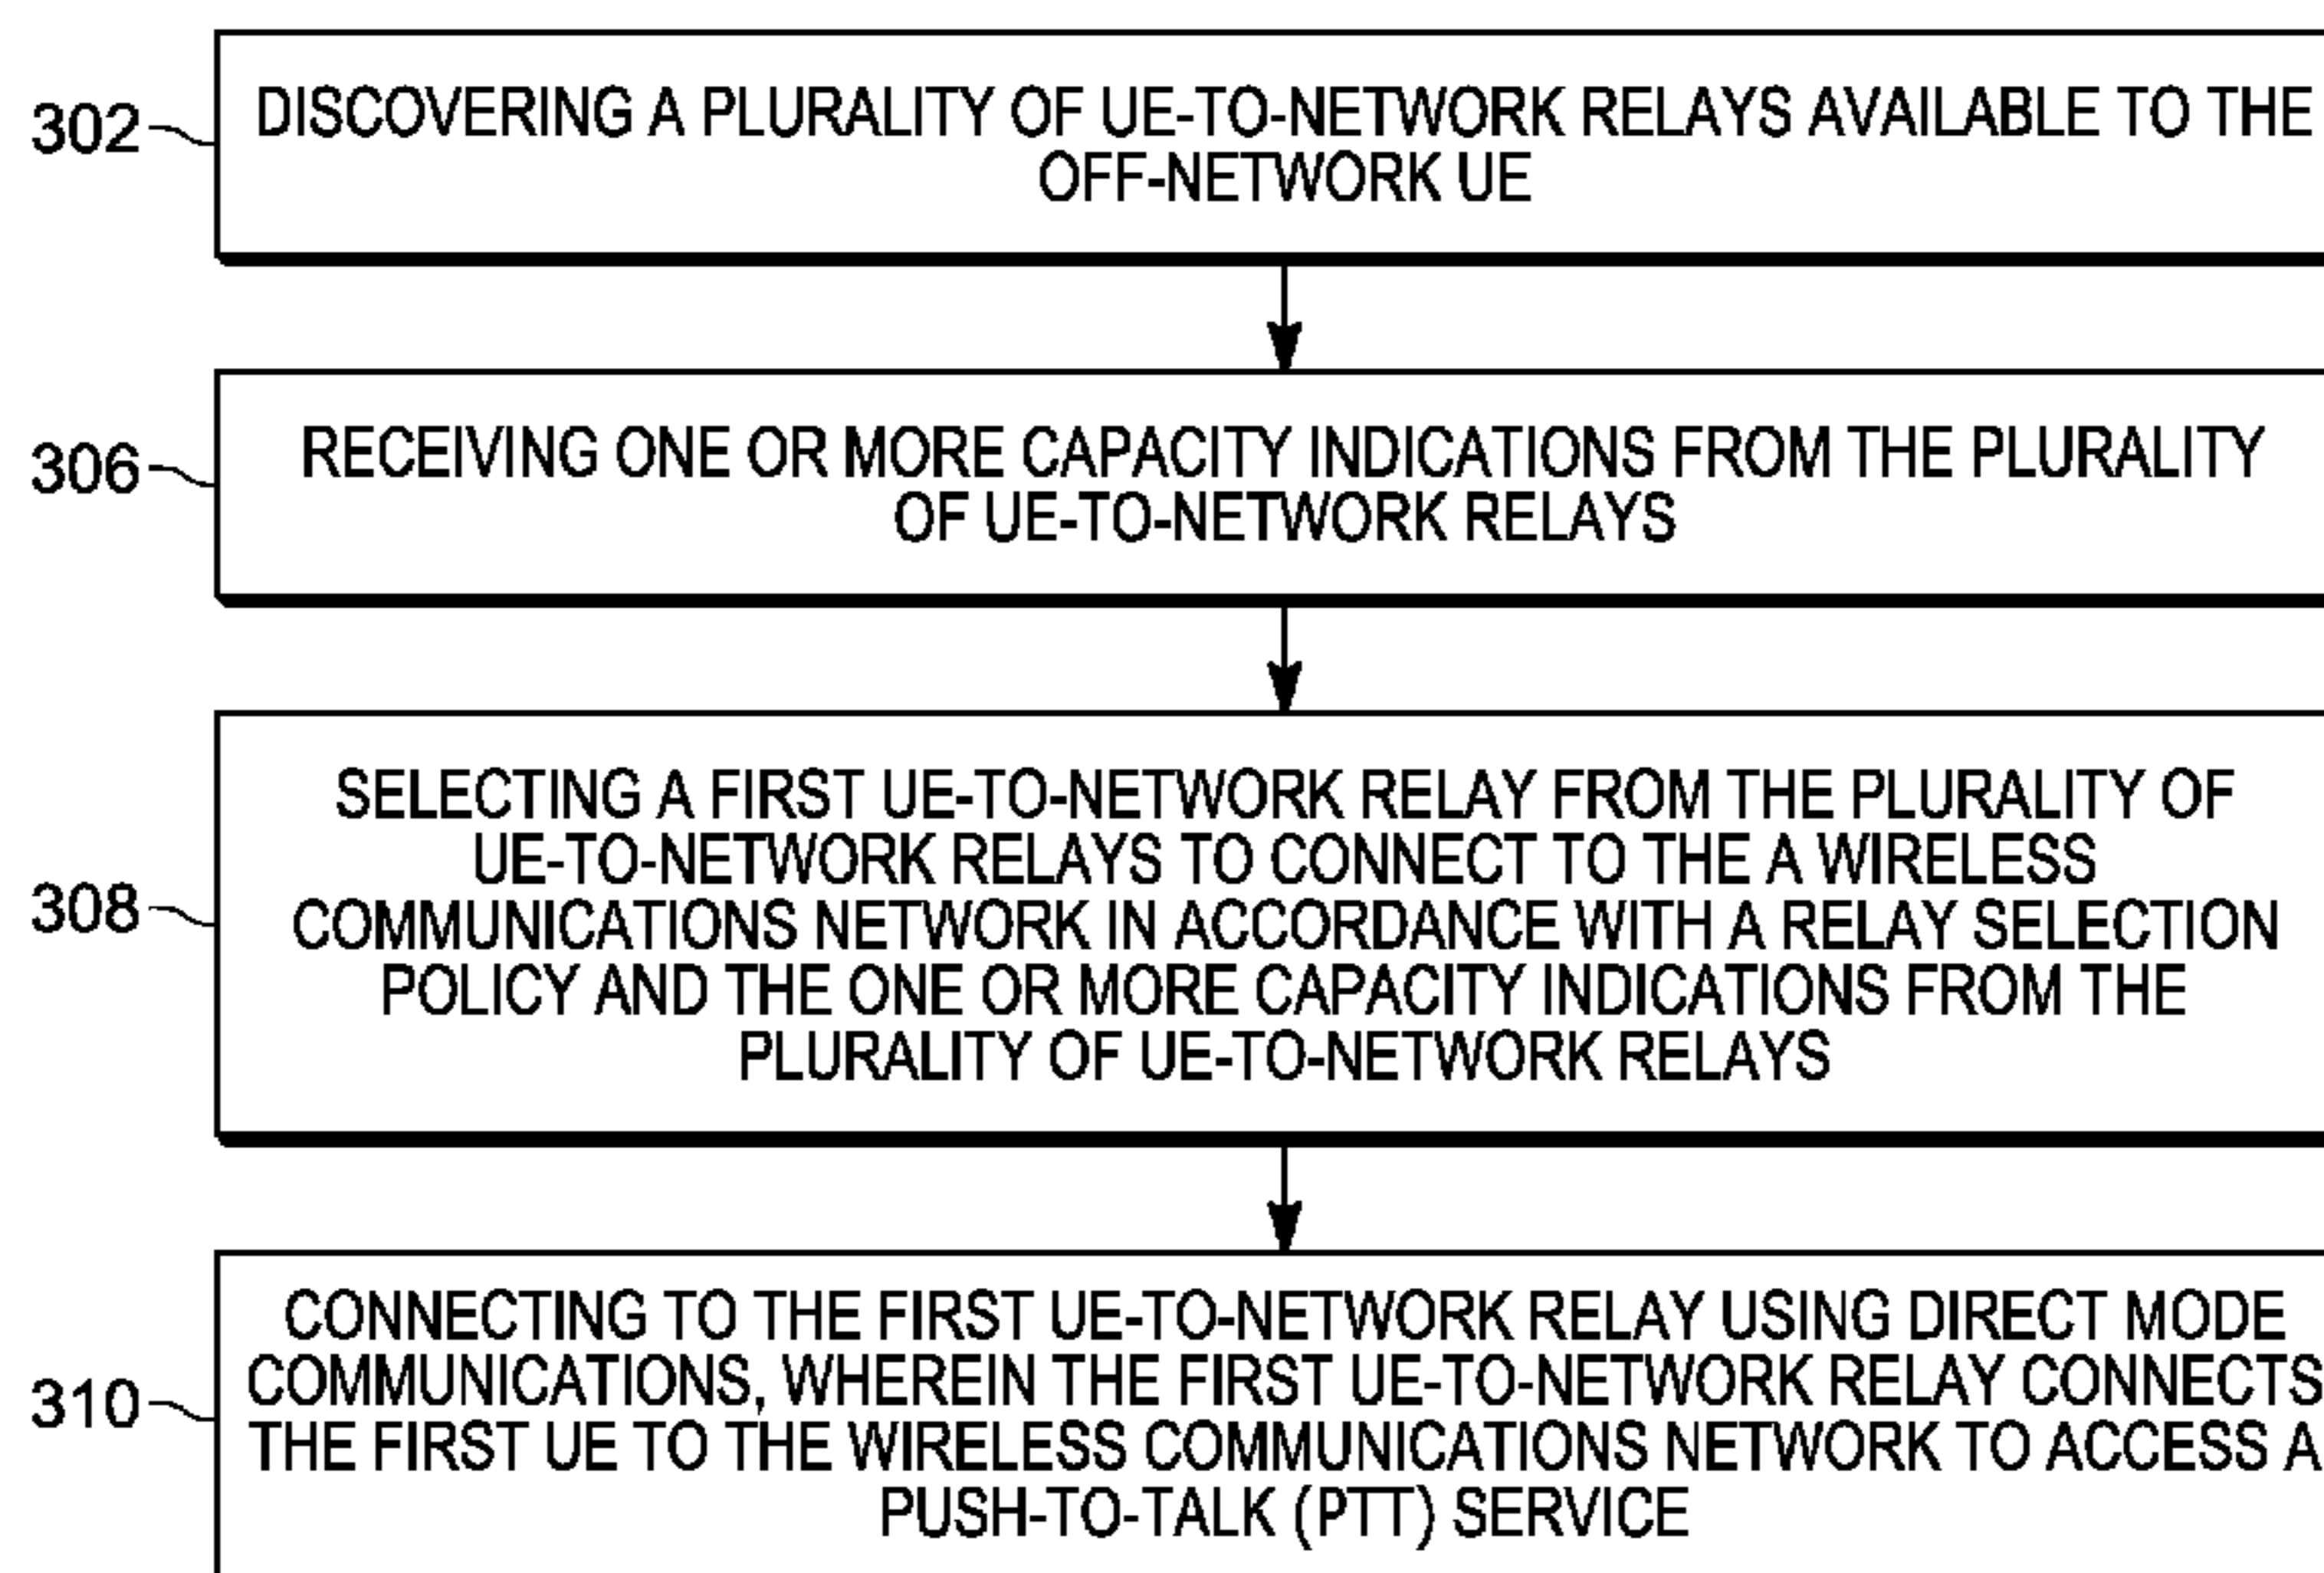 302
DISCOVERING A PLURALITY OF UE-TO-NETWORK RELAYS AVAILABLE TO THE
OFF-NETWORK UE
306
RECEIVING ONE OR MORE CAPACITY INDICATIONS FROM THE PLURALITY
OF UE-TO-NETWORK RELAYS
308
SELECTING A FIRST UE-TO-NETWORK RELAY FROM THE PLURALITY OF
UE-TO-NETWORK RELAYS TO CONNECT TO THE A WIRELESS
COMMUNICATIONS NETWORK IN ACCORDANCE WITH A RELAY SELECTION
POLICY AND THE ONE OR MORE CAPACITY INDICATIONS FROM THE
PLURALITY OF UE-TO-NETWORK RELAYS
310
CONNECTING TO THE FIRST UE-TO-NETWORK RELAY USING DIRECT MODE
COMMUNICATIONS, WHEREIN THE FIRST UE-TO-NETWORK RELAY CONNECTS
THE FIRST UE TO THE WIRELESS COMMUNICATIONS NETWORK TO ACCESS A
PUSH-TO-TALK (PTT) SERVICE